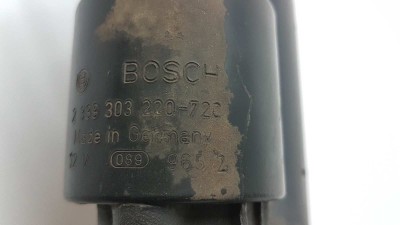 BOSCH
303 220-720
Made in Germany
V 089